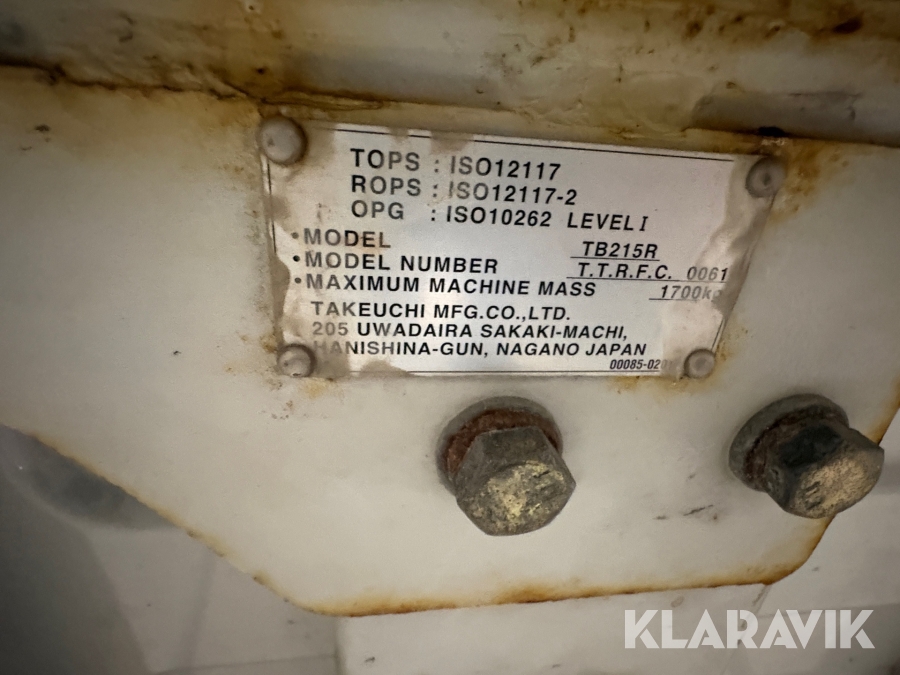 TOPS : ISO12117
ROPS : ISO12117-2
OPG : ISO10262 LEVEL I
•MODEL TB215R
•MODEL NUMBER T.T.R.F.C. 0061
•MAXIMUM MACHINE MASS 1700kg
TAKEUCHI MFG.CO.,LTD.
205 UWADAIRA SAKAKI-MACHI,
HANISHINA-GUN, NAGANO JAPAN
KLARAVIK